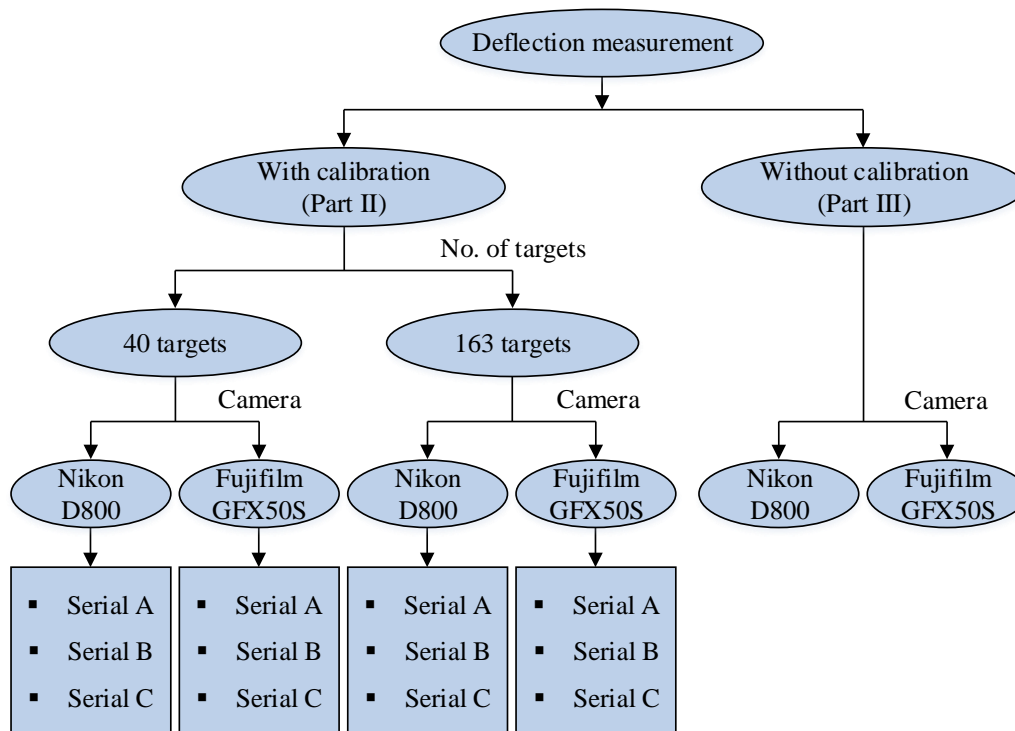 Deflection measurement
With calibration
(Part II)
Without calibration
(Part III)
No. of targets
40 targets
163 targets
Camera
Camera
Camera
Nikon
D800
Fujifilm
GFX50S
Nikon
D800
Fujifilm
GFX50S
Nikon
D800
Fujifilm
GFX50S
▪ Serial A
▪ Serial B
▪ Serial C
▪ Serial A
▪ Serial B
▪ Serial C
▪ Serial A
▪ Serial B
▪ Serial C
▪ Serial A
▪ Serial B
▪ Serial C